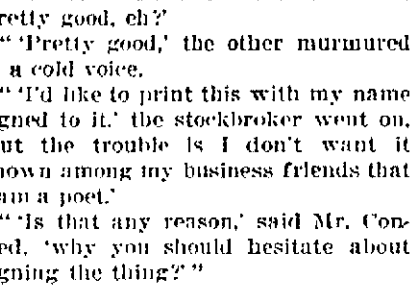 retty good, eh?'
"'Pretty good,' the other murmured
a cold voice.
"'I'd like to print this with my name
gned to it.' the stockbroker went on,
ut the trouble is I don't want it
nown among my business friends that
am a poet.'
"'Is that any reason,' said Mr. Con-
ed, 'why you should hesitate about
gning the thing?'"